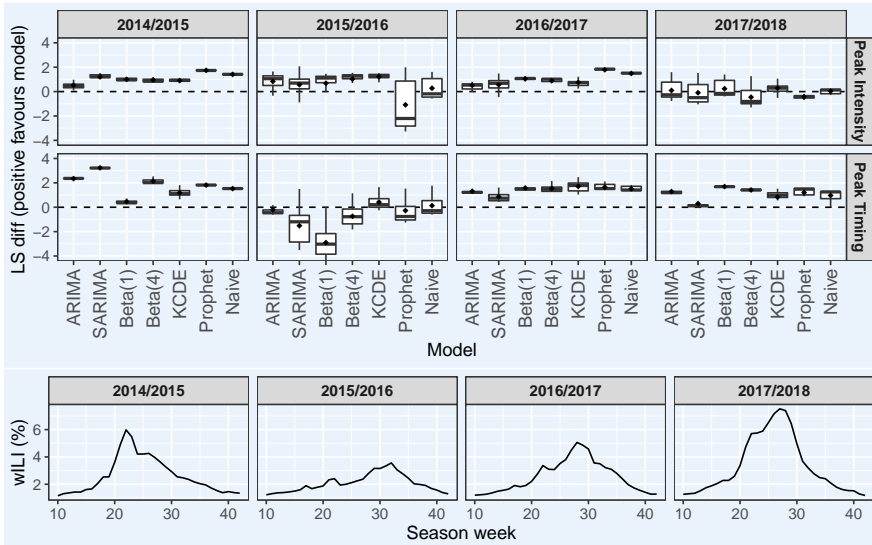 2014/2015 2015/2016 2016/2017 2017/2018
4
2
0
−2
−4
Peak Intensity
4
2
0
−2
−4
Peak Timing
LS diff (positive favours model)
ARIMA SARIMA Beta(1) Beta(4) KCDE Prophet Naive ARIMA SARIMA Beta(1) Beta(4) KCDE Prophet Naive ARIMA SARIMA Beta(1) Beta(4) KCDE Prophet Naive ARIMA SARIMA Beta(1) Beta(4) KCDE Prophet Naive
Model
2014/2015 2015/2016 2016/2017 2017/2018
6
4
2
wILI (%)
10 20 30 40 10 20 30 40 10 20 30 40 10 20 30 40
Season week